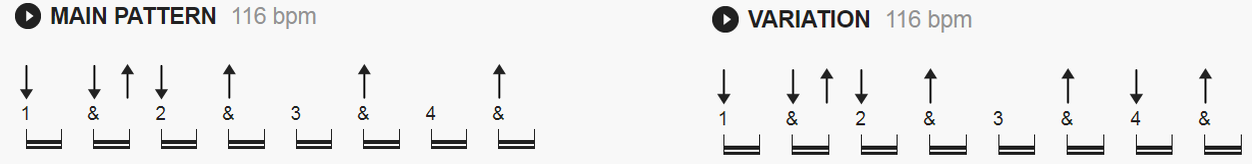 MAIN PATTERN 116 bpm
1 & 2 & 3 & 4 &
VARIATION 116 bpm
1 & 2 & 3 & 4 &